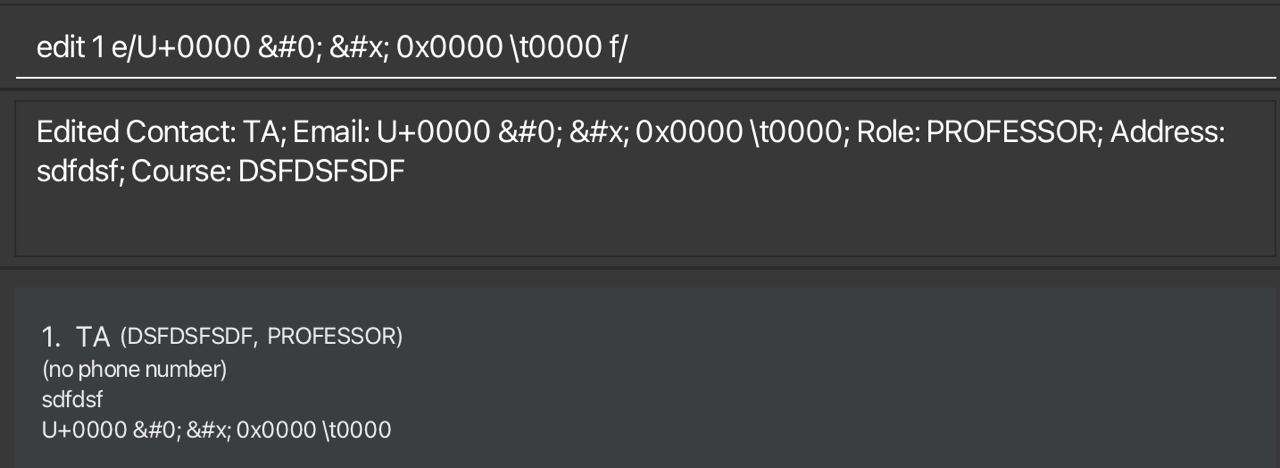 edit 1 e/U+0000 &#0; &#x; 0x0000 \t0000 f/
Edited Contact: TA; Email: U+0000 &#0; &#x; 0x0000 \t0000; Role: PROFESSOR; Address:
sdfdsf; Course: DSFDSFSDF
1. TA (DSFDSFSDF, PROFESSOR)
(no phone number)
sdfdsf
U+0000 &#0; &#x; 0x0000 \t0000